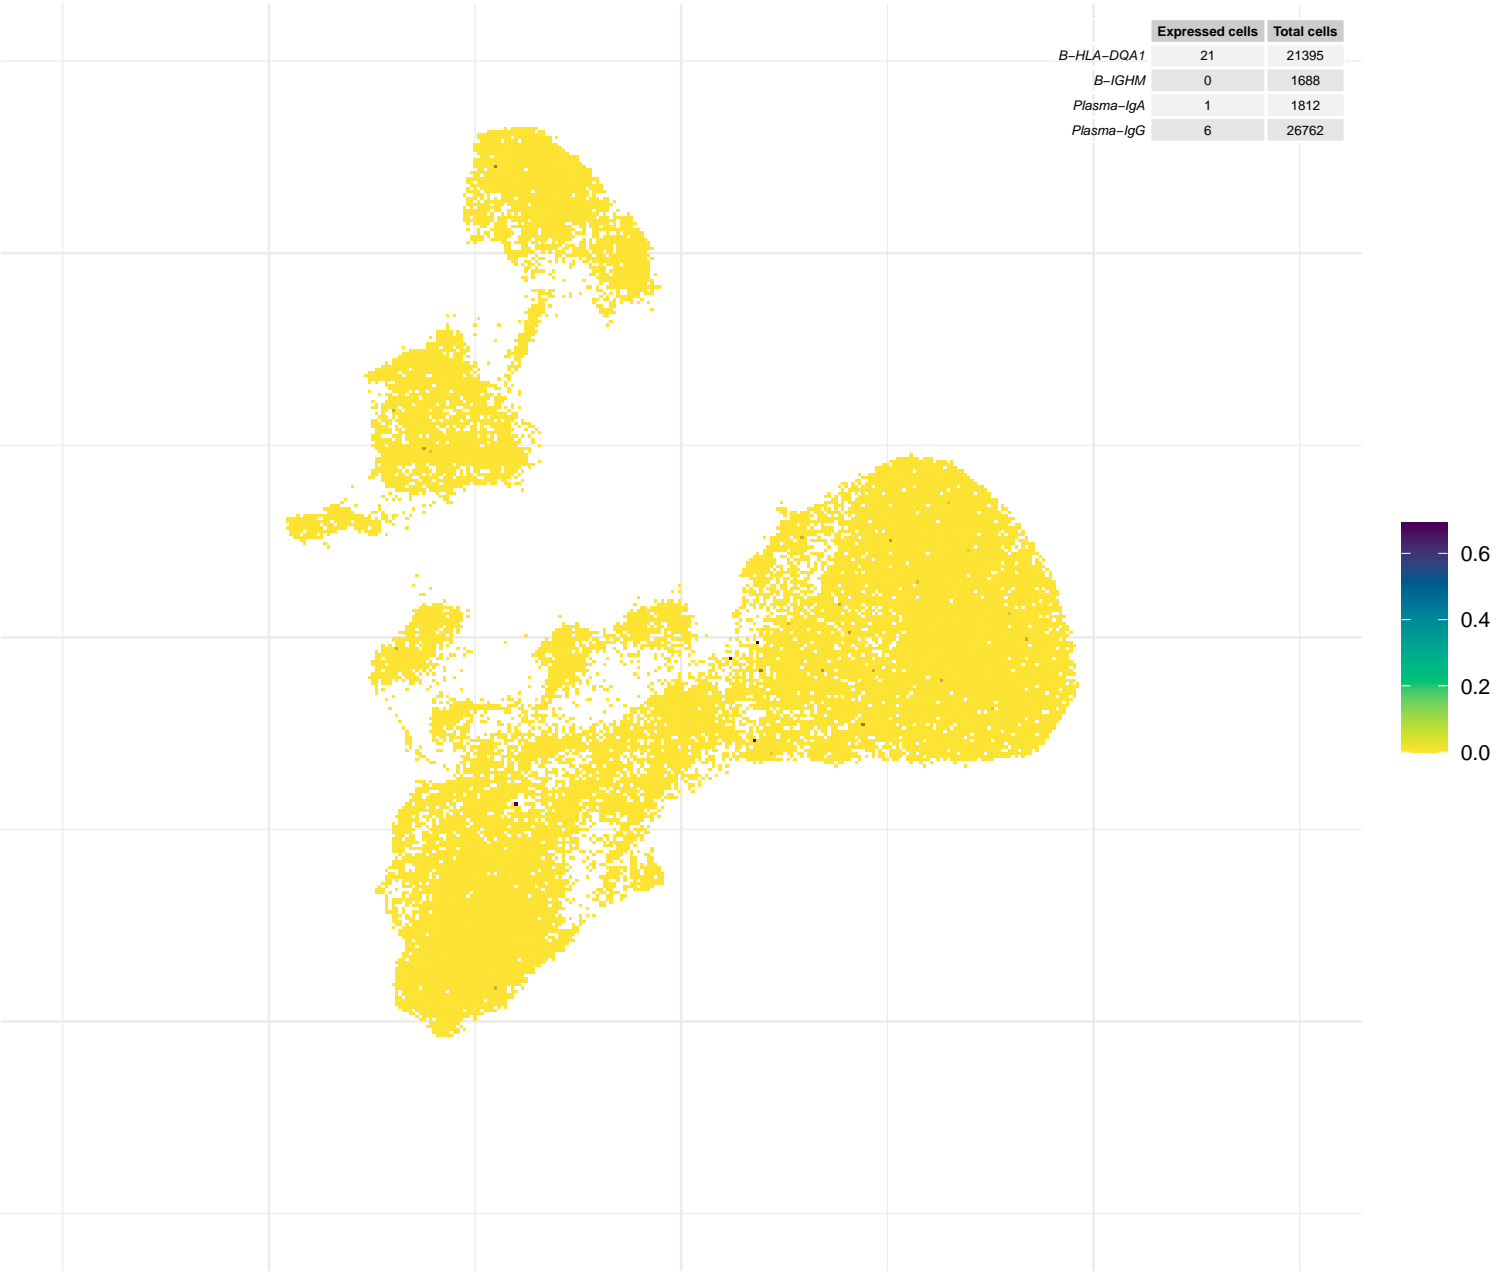 Expressed cells Total cells
B−HLA−DQA1 21 21395
B−IGHM 0 1688
Plasma−IgA 1 1812
Plasma−IgG 6 26762
0.6
0.4
0.2
0.0